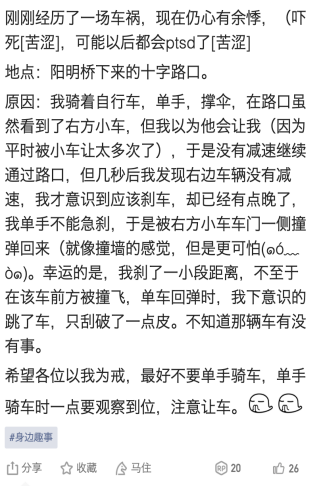 刚刚经历了一场车祸，现在仍心有余悸，（吓
死[苦涩]，可能以后都会ptsd了[苦涩]
地点：阳明桥下来的十字路口。
原因：我骑着自行车，单手，撑伞，在路口虽
然看到了右方小车，但我以为他会让我（因为
平时被小车让太多次了），于是没有减速继续
通过路口，但几秒后我发现右边车辆没有减
速，我才意识到应该刹车，却已经有点晚了，
我单手不能急刹，于是被右方小车车门一侧撞
弹回来（就像撞墙的感觉，但是更可怕(๑ó﹏
ò๑)。幸运的是，我刹了一小段距离，不至于
在该车前方被撞飞，单车回弹时，我下意识的
跳了车，只刮破了一点皮。不知道那辆车有没
有事。
希望各位以我为戒，最好不要单手骑车，单手
骑车时一点要观察到位，注意让车。
#身边趣事
分享 收藏 马住 RP 20 26